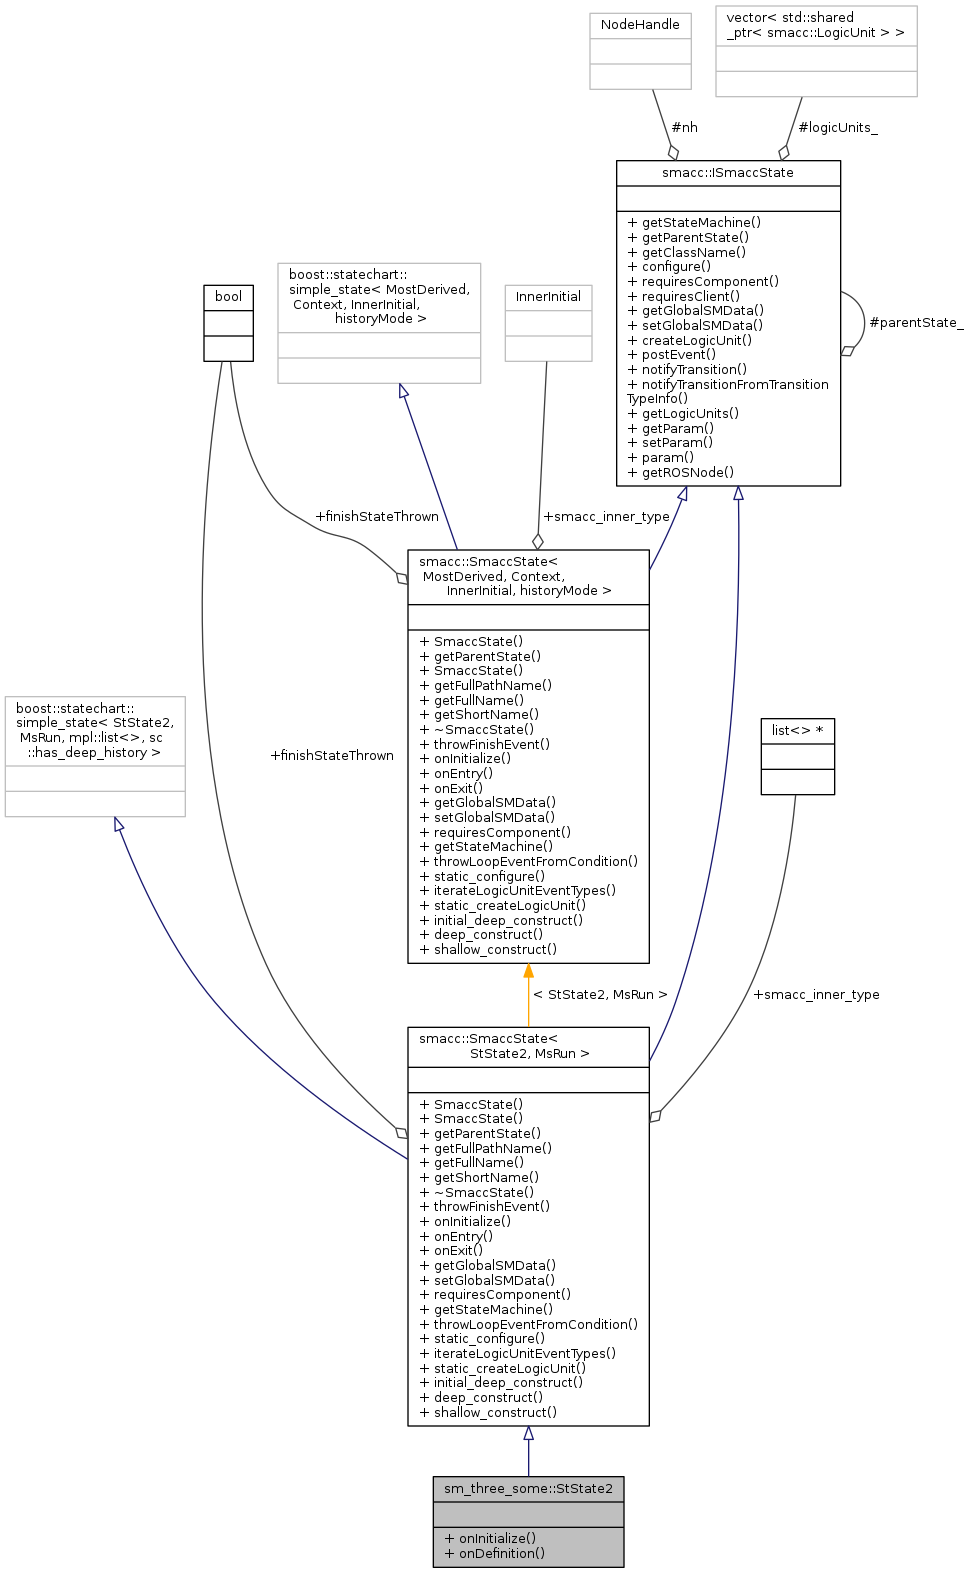 NodeHandle
vector< std::shared
_ptr< smacc::LogicUnit > >
#nh
#logicUnits_
smacc::ISmaccState
+ getStateMachine()
+ getParentState()
+ getClassName()
+ configure()
+ requiresComponent()
+ requiresClient()
+ getGlobalSMData()
+ setGlobalSMData()
+ createLogicUnit()
+ postEvent()
+ notifyTransition()
+ notifyTransitionFromTransition
TypeInfo()
+ getLogicUnits()
+ getParam()
+ setParam()
+ param()
+ getROSNode()
#parentState_
boost::statechart::
simple_state< MostDerived,
Context, InnerInitial,
historyMode >
bool
InnerInitial
+finishStateThrown
+smacc_inner_type
smacc::SmaccState<
MostDerived, Context,
InnerInitial, historyMode >
+ SmaccState()
+ getParentState()
+ SmaccState()
+ getFullPathName()
+ getFullName()
+ getShortName()
+ ~SmaccState()
+ throwFinishEvent()
+ onInitialize()
+ onEntry()
+ onExit()
+ getGlobalSMData()
+ setGlobalSMData()
+ requiresComponent()
+ getStateMachine()
+ throwLoopEventFromCondition()
+ static_configure()
+ iterateLogicUnitEventTypes()
+ static_createLogicUnit()
+ initial_deep_construct()
+ deep_construct()
+ shallow_construct()
boost::statechart::
simple_state< StState2,
MsRun, mpl::list<>, sc
::has_deep_history >
+finishStateThrown
list<> *
< StState2, MsRun >
+smacc_inner_type
smacc::SmaccState<
StState2, MsRun >
+ SmaccState()
+ SmaccState()
+ getParentState()
+ getFullPathName()
+ getFullName()
+ getShortName()
+ ~SmaccState()
+ throwFinishEvent()
+ onInitialize()
+ onEntry()
+ onExit()
+ getGlobalSMData()
+ setGlobalSMData()
+ requiresComponent()
+ getStateMachine()
+ throwLoopEventFromCondition()
+ static_configure()
+ iterateLogicUnitEventTypes()
+ static_createLogicUnit()
+ initial_deep_construct()
+ deep_construct()
+ shallow_construct()
sm_three_some::StState2
+ onInitialize()
+ onDefinition()